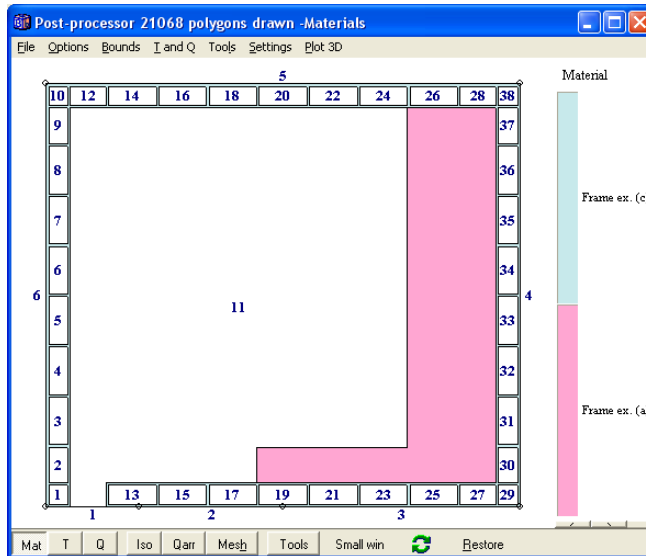 Post-processor 21068 polygons drawn -Materials
File Options Bounds T and Q Tools Settings Plot 3D
5
Material
10 12 14 16 18 20 22 24 26 28 38
9 37
8 36
Frame ex. (c
7 35
6 34
6 11 4
5 33
4 32
3 31
Frame ex. (a
2 30
1 13 15 17 19 21 23 25 27 29
1 2 3
Mat T Q Iso Qarr Mesh Tools Small win Restore